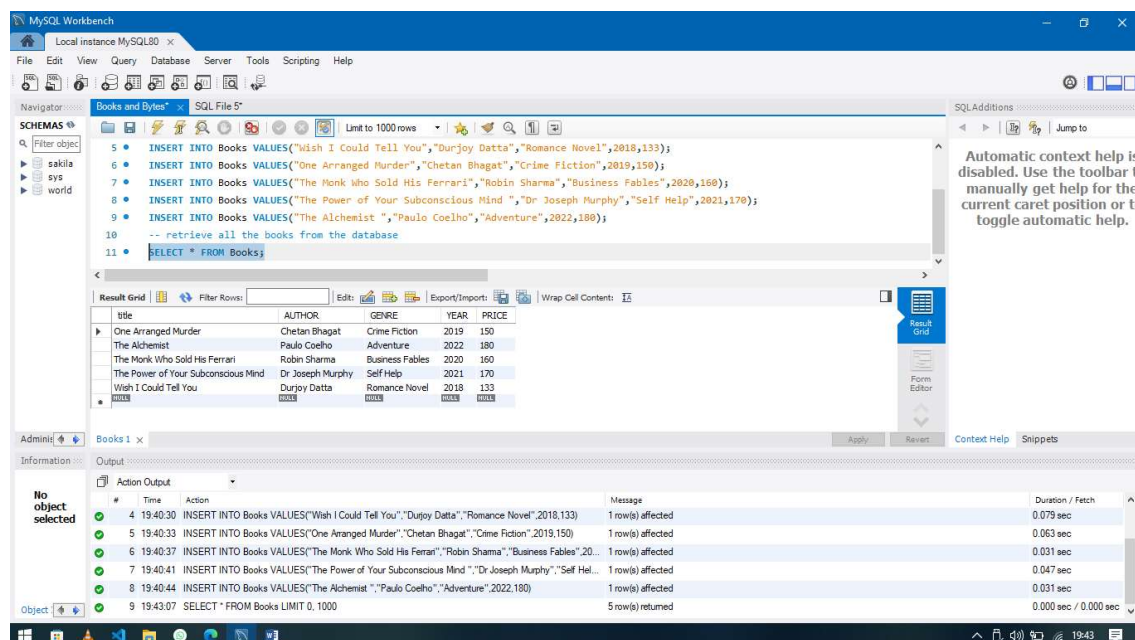 MySQL Workbench
Local instance MySQL80
File Edit View Query Database Server Tools Scripting Help
Navigator
Books and Bytes* SQL File 5*
SQLAdditions
SCHEMAS
Limit to 1000 rows
Jump to
Filter objec
sakila
sys
world
5 INSERT INTO Books VALUES("Wish I Could Tell You","Durjoy Datta","Romance Novel",2018,133);
6 INSERT INTO Books VALUES("One Arranged Murder","Chetan Bhagat","Crime Fiction",2019,150);
7 INSERT INTO Books VALUES("The Monk Who Sold His Ferrari","Robin Sharma","Business Fables",2020,160);
8 INSERT INTO Books VALUES("The Power of Your Subconscious Mind ","Dr Joseph Murphy","Self Help",2021,170);
9 INSERT INTO Books VALUES("The Alchemist ","Paulo Coelho","Adventure",2022,180);
10 -- retrieve all the books from the database
11 SELECT * FROM Books;
Automatic context help is
disabled. Use the toolbar t
manually get help for the
current caret position or t
toggle automatic help.
Result Grid Filter Rows: Edit: Export/Import: Wrap Cell Content:
title AUTHOR GENRE YEAR PRICE
One Arranged Murder Chetan Bhagat Crime Fiction 2019 150
The Alchemist Paulo Coelho Adventure 2022 180
The Monk Who Sold His Ferrari Robin Sharma Business Fables 2020 160
The Power of Your Subconscious Mind Dr Joseph Murphy Self Help 2021 170
Wish I Could Tell You Durjoy Datta Romance Novel 2018 133
NULL NULL NULL NULL NULL
Result
Grid
Form
Editor
Adminis
Books 1
Apply Revert
Context Help Snippets
Information
Output
No
object
selected
Action Output
# Time Action Message Duration / Fetch
4 19:40:30 INSERT INTO Books VALUES("Wish I Could Tell You","Durjoy Datta","Romance Novel",2018,133) 1 row(s) affected 0.079 sec
5 19:40:33 INSERT INTO Books VALUES("One Arranged Murder","Chetan Bhagat","Crime Fiction",2019,150) 1 row(s) affected 0.063 sec
6 19:40:37 INSERT INTO Books VALUES("The Monk Who Sold His Ferrari","Robin Sharma","Business Fables",20... 1 row(s) affected 0.031 sec
7 19:40:41 INSERT INTO Books VALUES("The Power of Your Subconscious Mind ","Dr Joseph Murphy","Self Hel... 1 row(s) affected 0.047 sec
8 19:40:44 INSERT INTO Books VALUES("The Alchemist ","Paulo Coelho","Adventure",2022,180) 1 row(s) affected 0.031 sec
9 19:43:07 SELECT * FROM Books LIMIT 0, 1000 5 row(s) returned 0.000 sec / 0.000 sec
Object
19:43